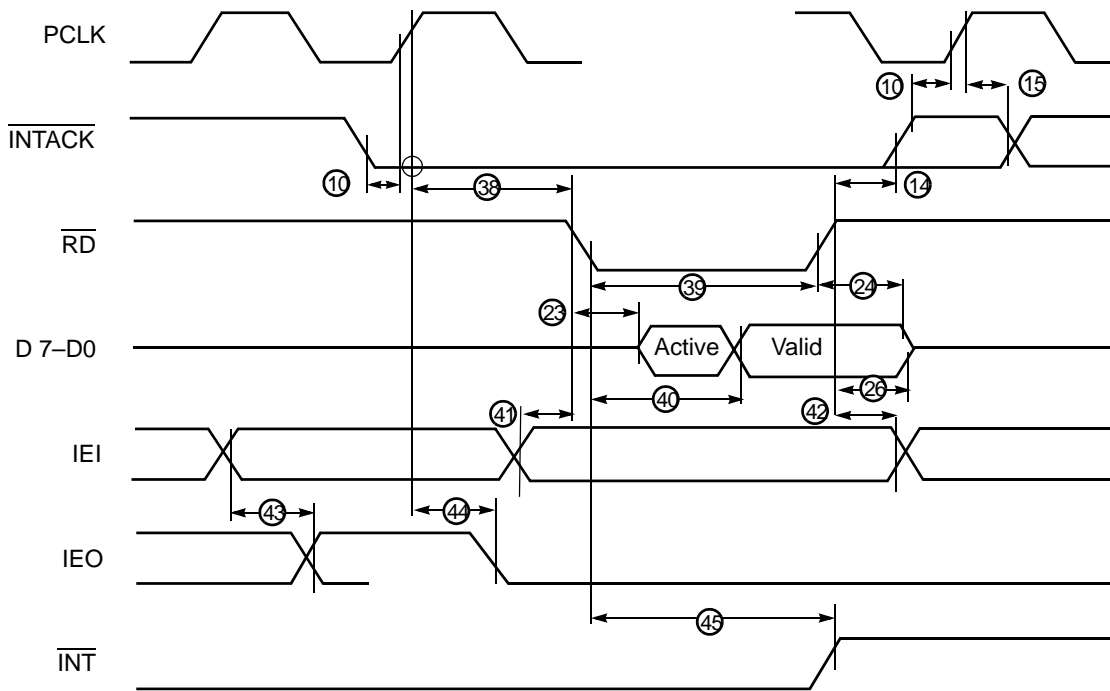 PCLK
10
15
INTACK
10
38
14
RD
39
24
23
D 7–D0
Active
Valid
26
40
41
42
IEI
43
44
IEO
45
INT